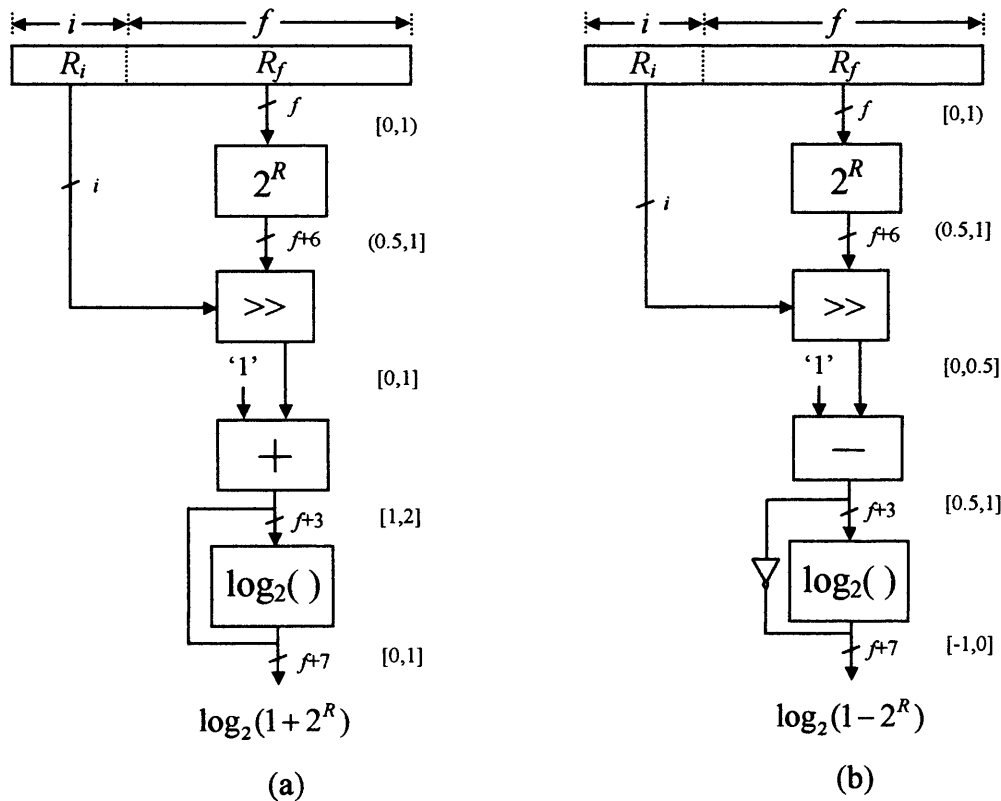 i f
R_i R_f
f
[0,1)
2^R
i
f+6
(0.5,1]
>>
‘1’
[0,1]
+
f+3
[1,2]
log₂( )
f+7
[0,1]
log₂(1+2^R)
(a)
i f
R_i R_f
f
[0,1)
2^R
i
f+6
(0.5,1]
>>
‘1’
[0,0.5]
−
f+3
[0.5,1]
log₂( )
f+7
[-1,0]
log₂(1−2^R)
(b)